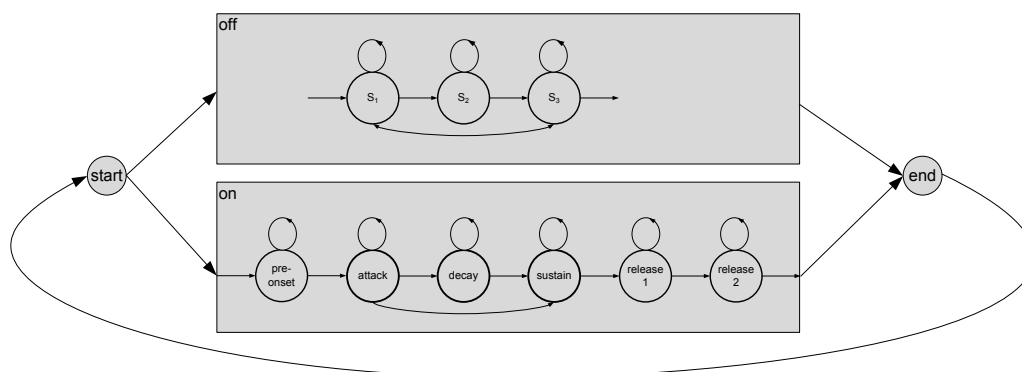 off
S₁ S₂ S₃
start
end
on
pre-
onset
attack
decay
sustain
release
1
release
2